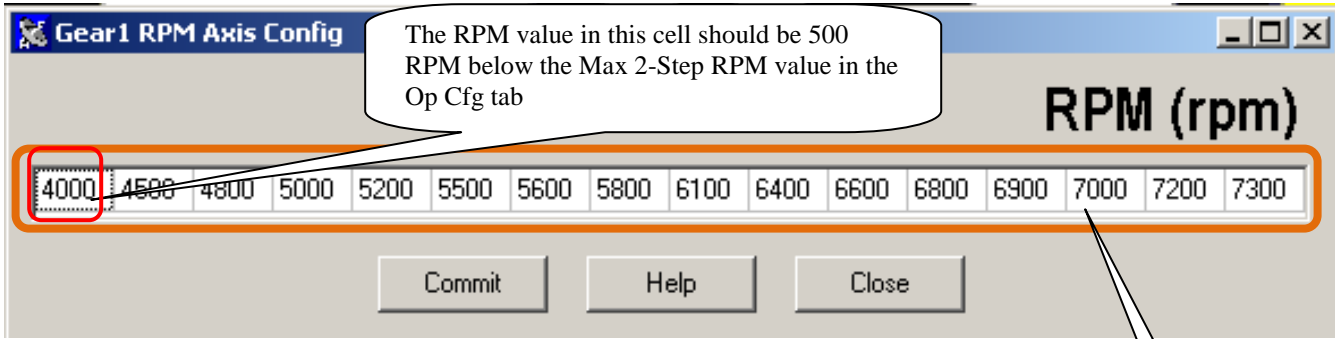 Gear1 RPM Axis Config
The RPM value in this cell should be 500
RPM below the Max 2-Step RPM value in the
Op Cfg tab
RPM (rpm)
4000 4500 4800 5000 5200 5500 5600 5800 6100 6400 6600 6800 6900 7000 7200 7300
Commit Help Close